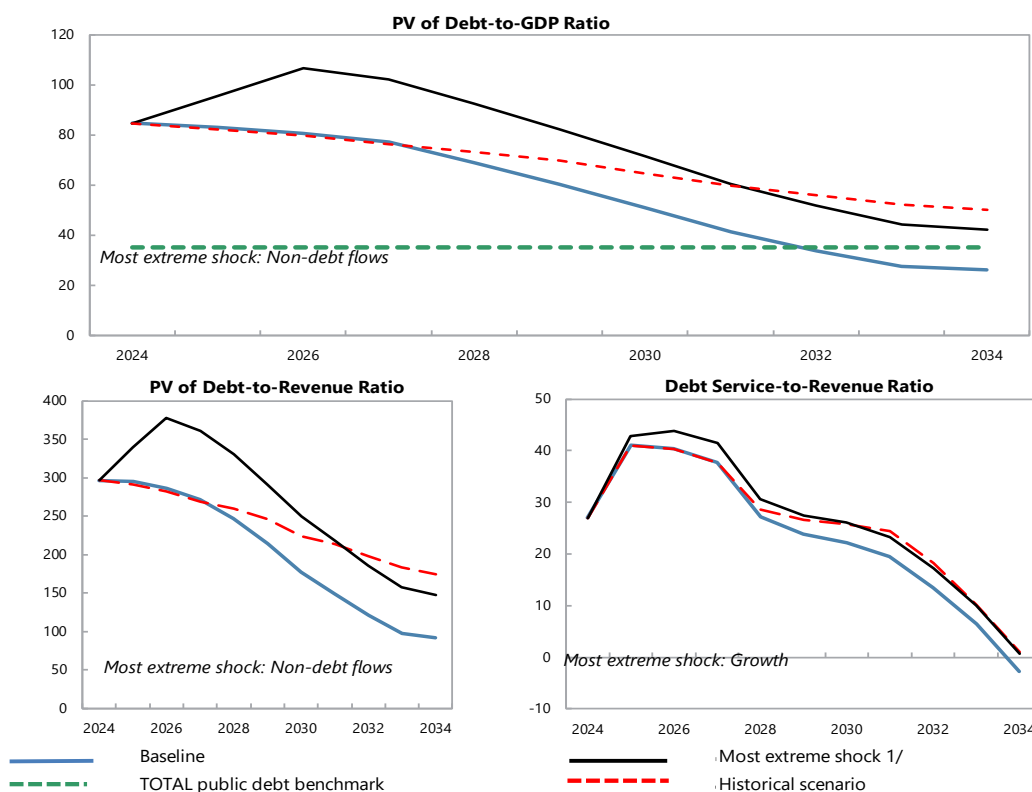 PV of Debt-to-GDP Ratio
120
100
80
60
40
20
0
Most extreme shock: Non-debt flows
2024 2026 2028 2030 2032 2034
PV of Debt-to-Revenue Ratio
400
350
300
250
200
150
100
50
0
Most extreme shock: Non-debt flows
2024 2026 2028 2030 2032 2034
Debt Service-to-Revenue Ratio
50
40
30
20
10
0
-10
Most extreme shock: Growth
2024 2026 2028 2030 2032 2034
Baseline
Most extreme shock 1/
TOTAL public debt benchmark
Historical scenario